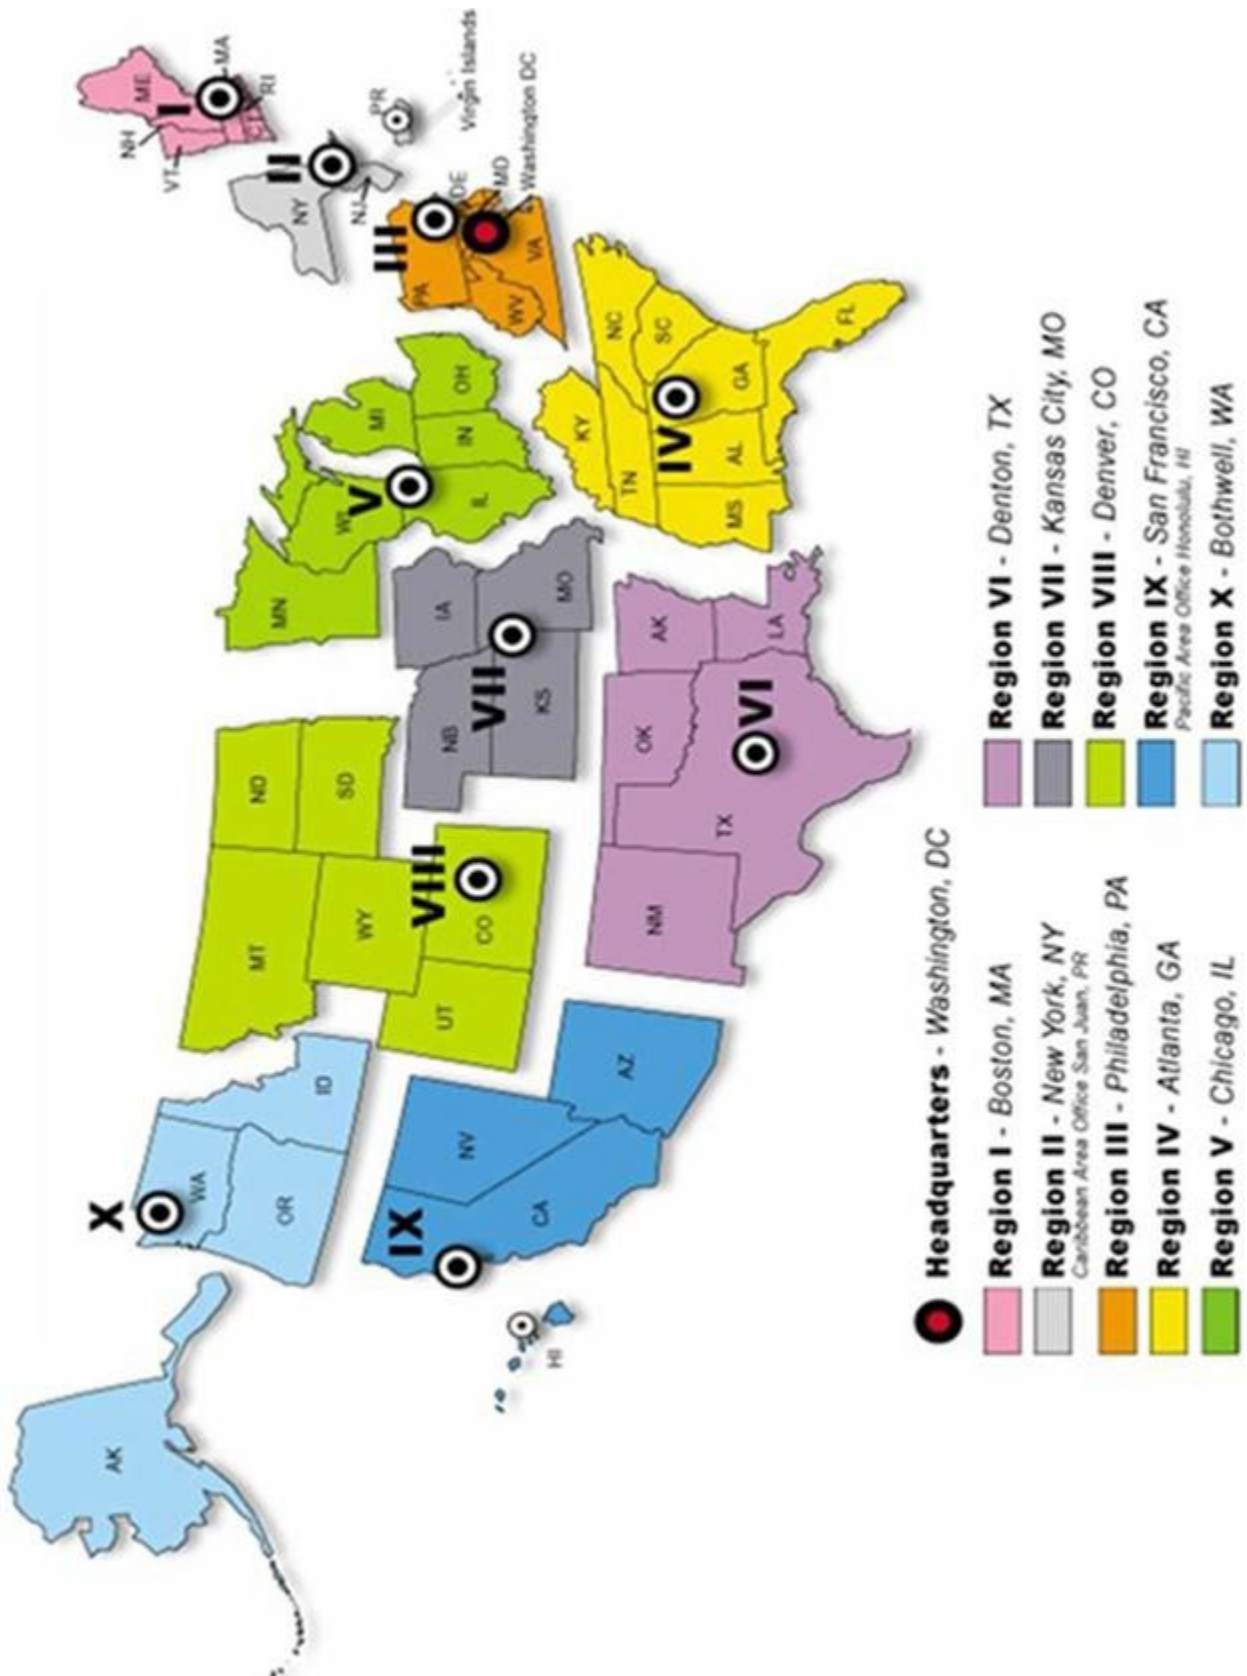 X
WA
OR
ID
AK
IX
NV
CA
AZ
HI
VIII
MT
ND
SD
WY
UT
CO
VII
NB
IA
KS
MO
VI
NM
OK
AK
TX
LA
V
MN
WI
MI
IL
IN
OH
IV
KY
TN
NC
SC
MS
AL
GA
FL
III
PA
WV
VA
DE
MD
Washington DC
II
NY
NJ
PR
Virgin Islands
I
ME
NH
VT
MA
RI
CT
Headquarters - Washington, DC
Region I - Boston, MA
Region II - New York, NY
Caribbean Area Office San Juan, PR
Region III - Philadelphia, PA
Region IV - Atlanta, GA
Region V - Chicago, IL
Region VI - Denton, TX
Region VII - Kansas City, MO
Region VIII - Denver, CO
Region IX - San Francisco, CA
Pacific Area Office Honolulu, HI
Region X - Bothwell, WA